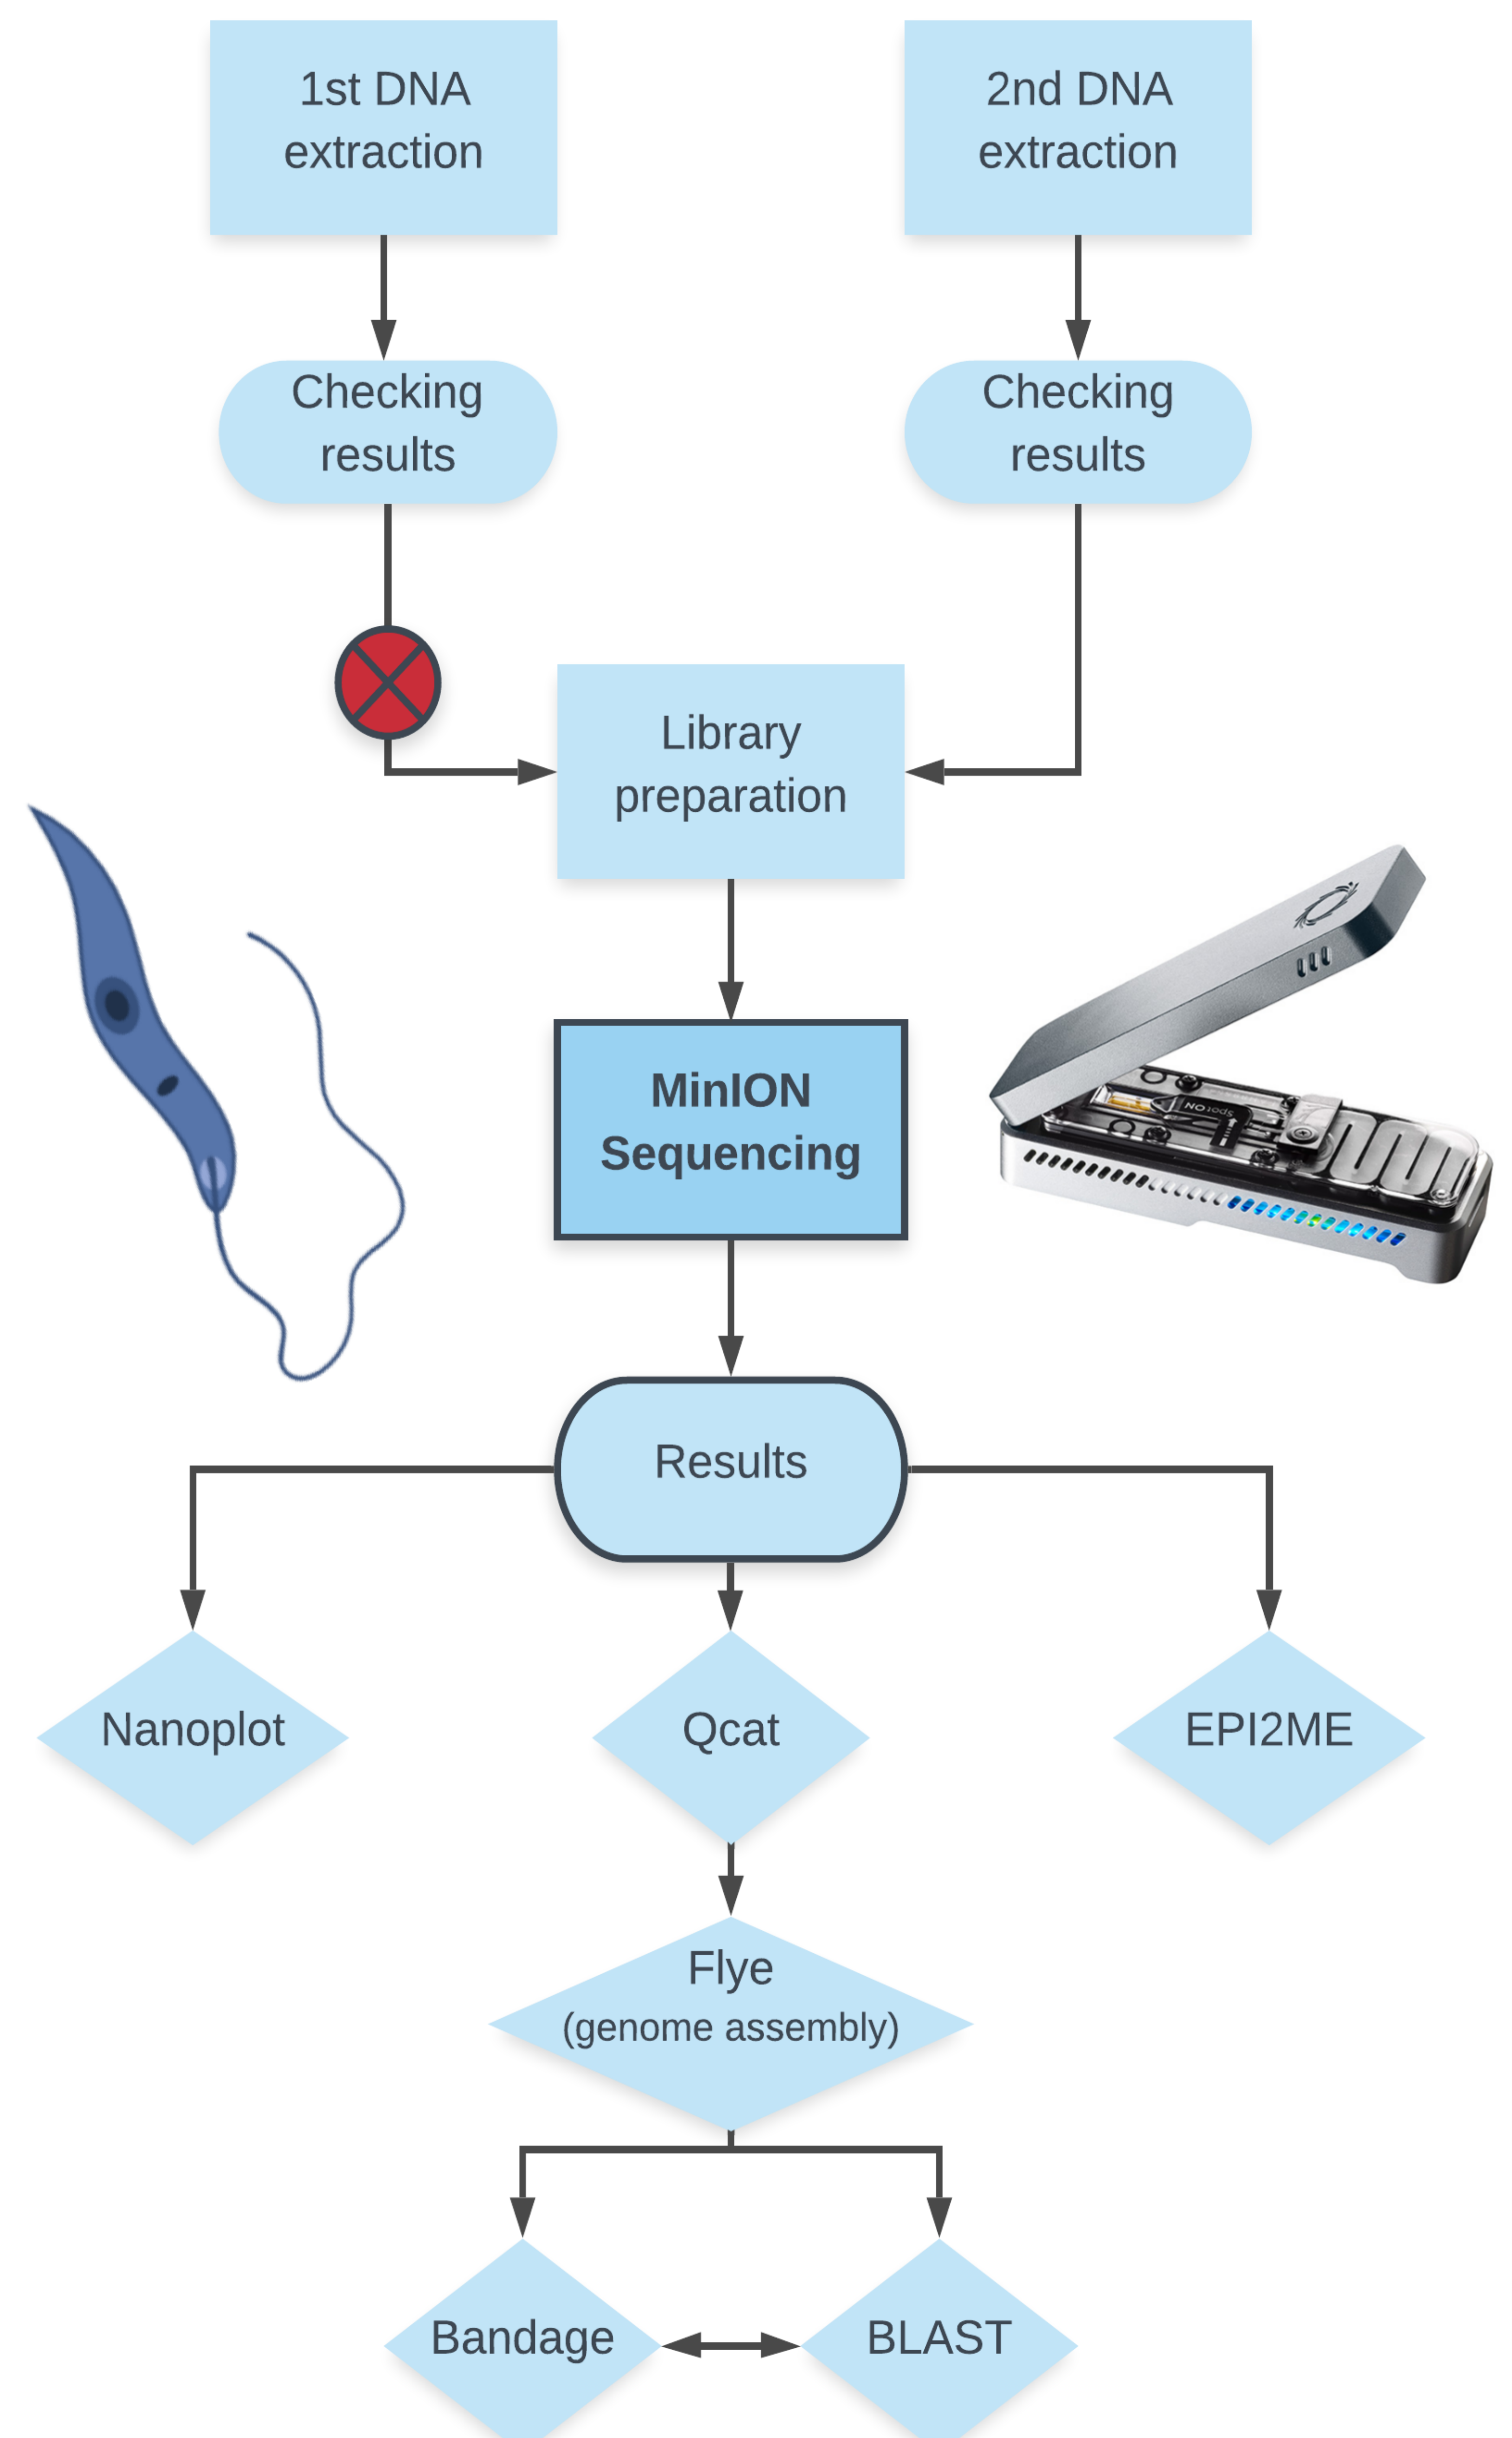 1st DNA
extraction
2nd DNA
extraction
Checking
results
Checking
results
Library
preparation
MinION
Sequencing
SpotON
Results
Nanoplot
Qcat
EPI2ME
Flye
(genome assembly)
Bandage
BLAST